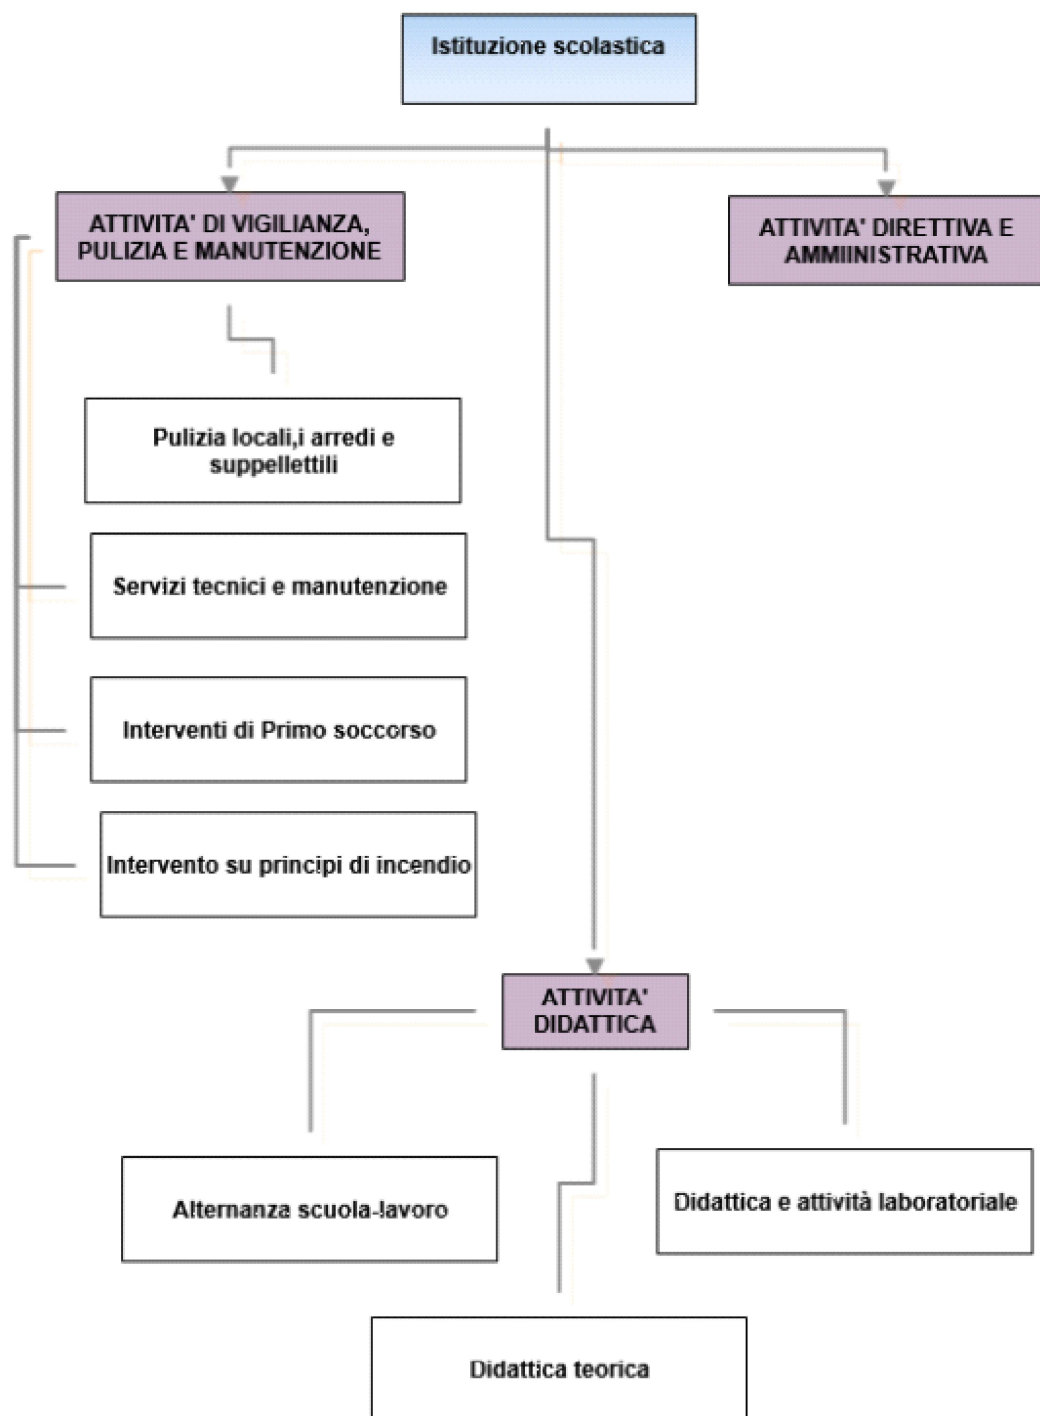 Istituzione scolastica
ATTIVITA' DI VIGILIANZA,
PULIZIA E MANUTENZIONE
ATTIVITA' DIRETTIVA E
AMMIINISTRATIVA
Pulizia locali,i arredi e
suppellettili
Servizi tecnici e manutenzione
Interventi di Primo soccorso
Intervento su principi di incendio
ATTIVITA'
DIDATTICA
Alternanza scuola-lavoro
Didattica e attività laboratoriale
Didattica teorica